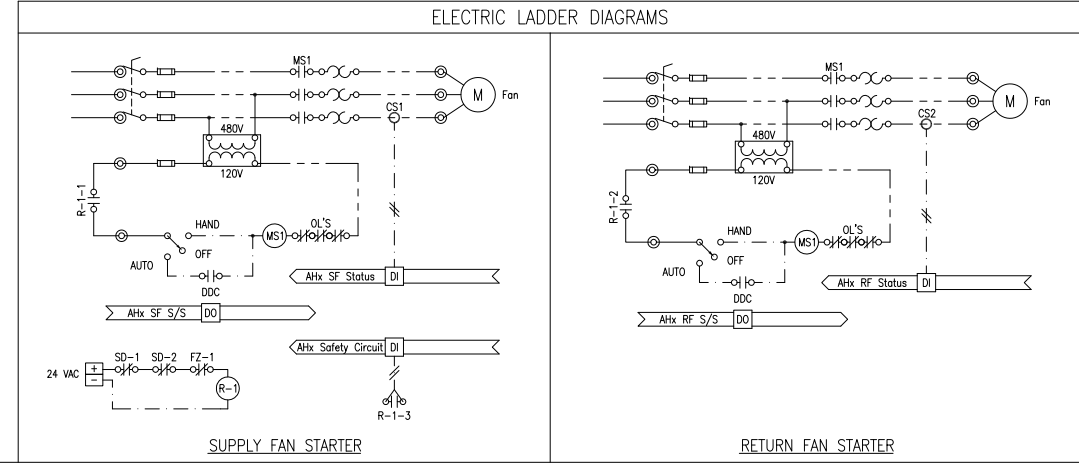 ELECTRIC LADDER DIAGRAMS
MS1
M
Fan
CS1
480V
120V
R-1-1
HAND
OL'S
MS1
OFF
AUTO
DDC
AHx SF Status DI
AHx SF S/S DO
AHx Safety Circuit DI
24 VAC
+
-
SD-1 SD-2 FZ-1
R-1
R-1-3
SUPPLY FAN STARTER
MS1
M
Fan
CS2
480V
120V
R-1-2
HAND
OL'S
MS1
OFF
AUTO
DDC
AHx RF Status DI
AHx RF S/S DO
RETURN FAN STARTER